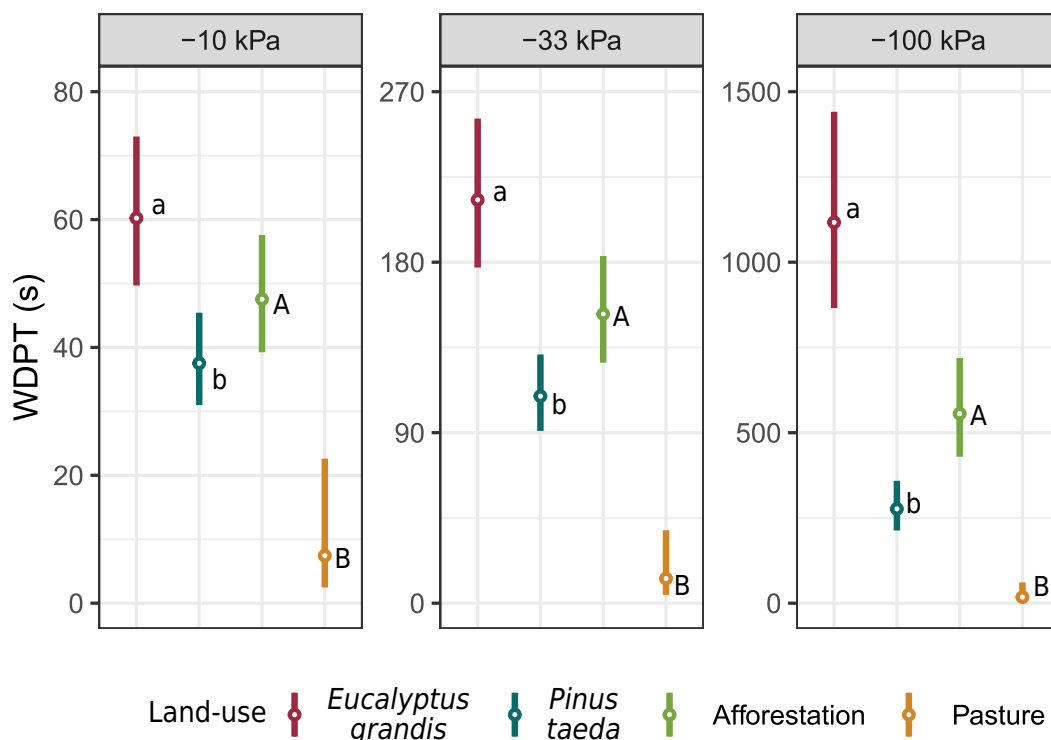 −10 kPa
−33 kPa
−100 kPa
WDPT (s)
80
60
40
20
0
a
b
A
B
270
180
90
0
a
b
A
B
1500
1000
500
0
a
b
A
B
Land-use
Eucalyptus
grandis
Pinus
taeda
Afforestation
Pasture